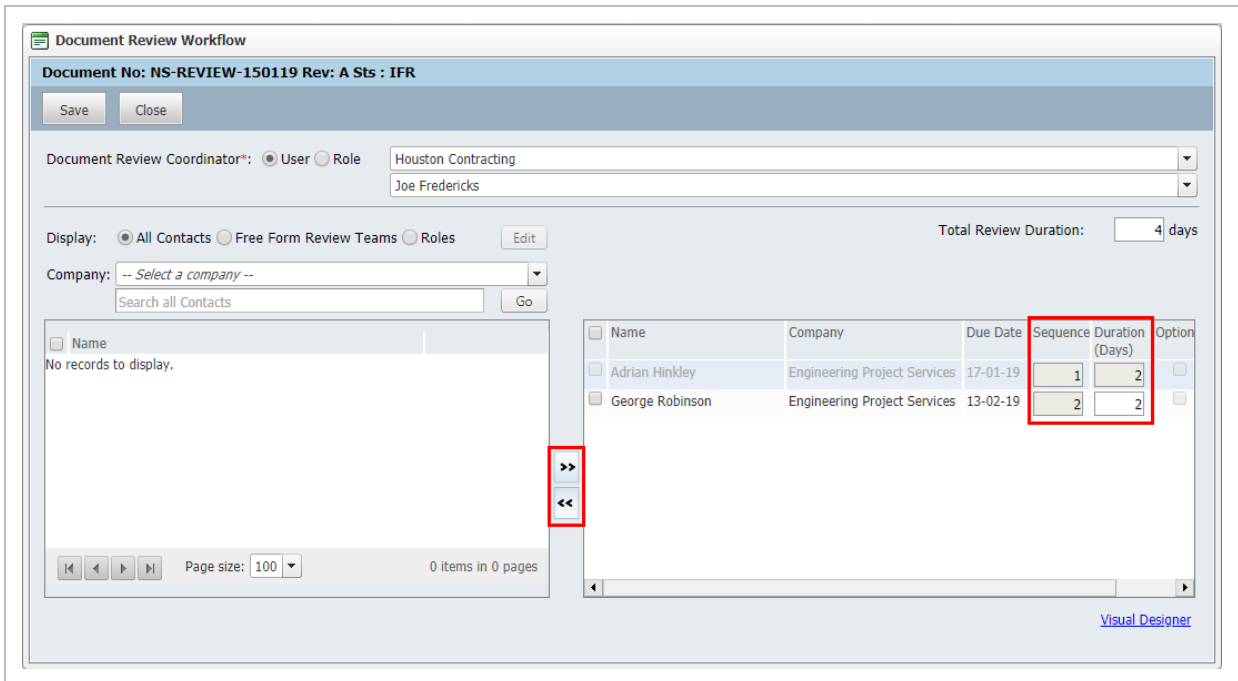 Document Review Workflow
Document No: NS-REVIEW-150119 Rev: A Sts : IFR
Save Close
Document Review Coordinator*: User Role Houston Contracting
Joe Fredericks
Display: All Contacts Free Form Review Teams Roles Edit Total Review Duration: 4 days
Company: -- Select a company --
Search all Contacts Go
Name
No records to display.
Name Company Due Date Sequence Duration (Days) Option
Adrian Hinkley Engineering Project Services 17-01-19 1 2
George Robinson Engineering Project Services 13-02-19 2 2
>>
<<
Page size: 100 0 items in 0 pages
Visual Designer